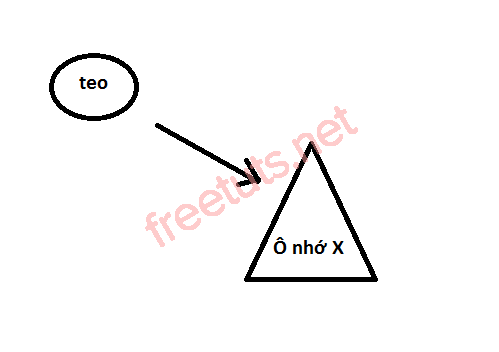 teo
freetuts.net
Ô nhớ X